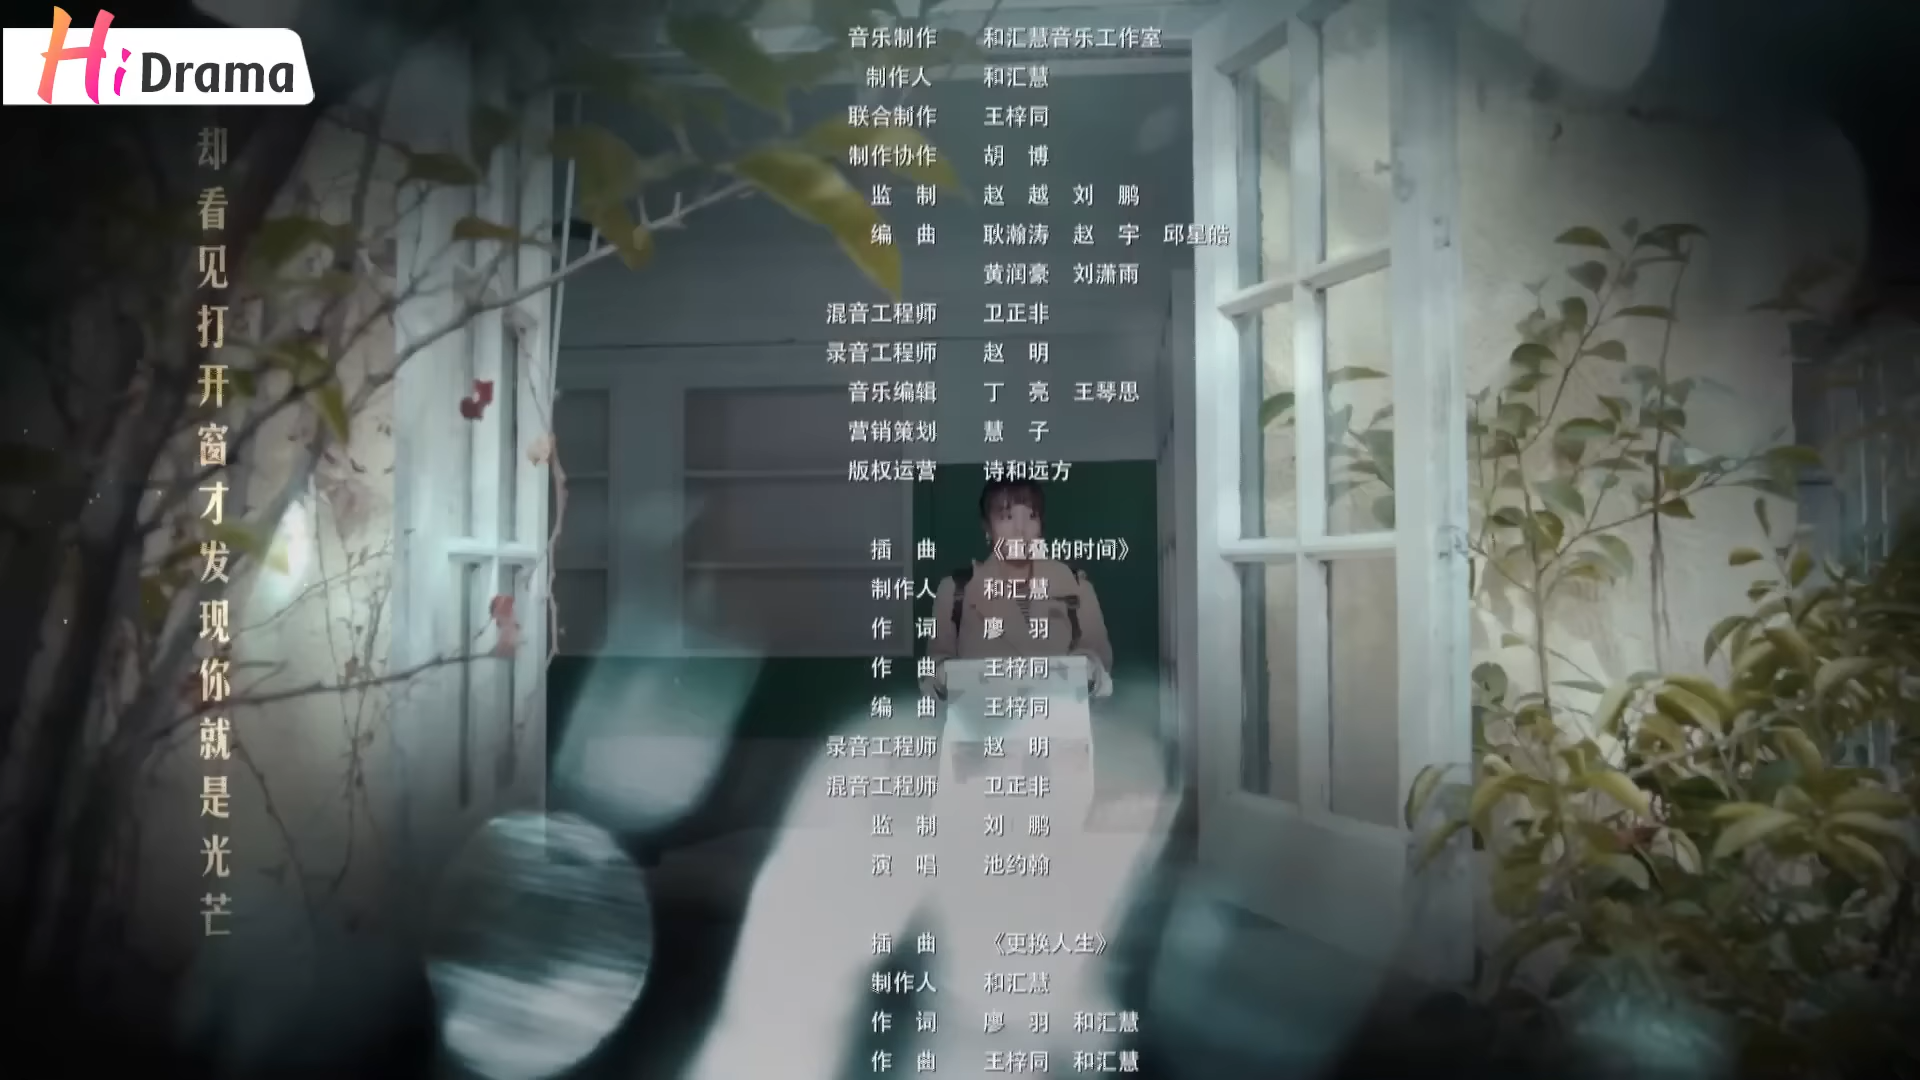 Hi Drama
却看见打开窗才发现你就是光芒
音乐制作 和汇慧音乐工作室
制作人 和汇慧
联合制作 王梓同
制作协作 胡 博
监 制 赵 越 刘 鹏
编 曲 耿瀚涛 赵 宇 邱星皓
黄润豪 刘潇雨
混音工程师 卫正非
录音工程师 赵 明
音乐编辑 丁 亮 王琴思
营销策划 慧 子
版权运营 诗和远方
插 曲 《重叠的时间》
制作人 和汇慧
作 词 廖 羽
作 曲 王梓同
编 曲 王梓同
录音工程师 赵 明
混音工程师 卫正非
监 制 刘 鹏
演 唱 池约翰
插 曲 《更换人生》
制作人 和汇慧
作 词 廖 羽 和汇慧
作 曲 王梓同 和汇慧